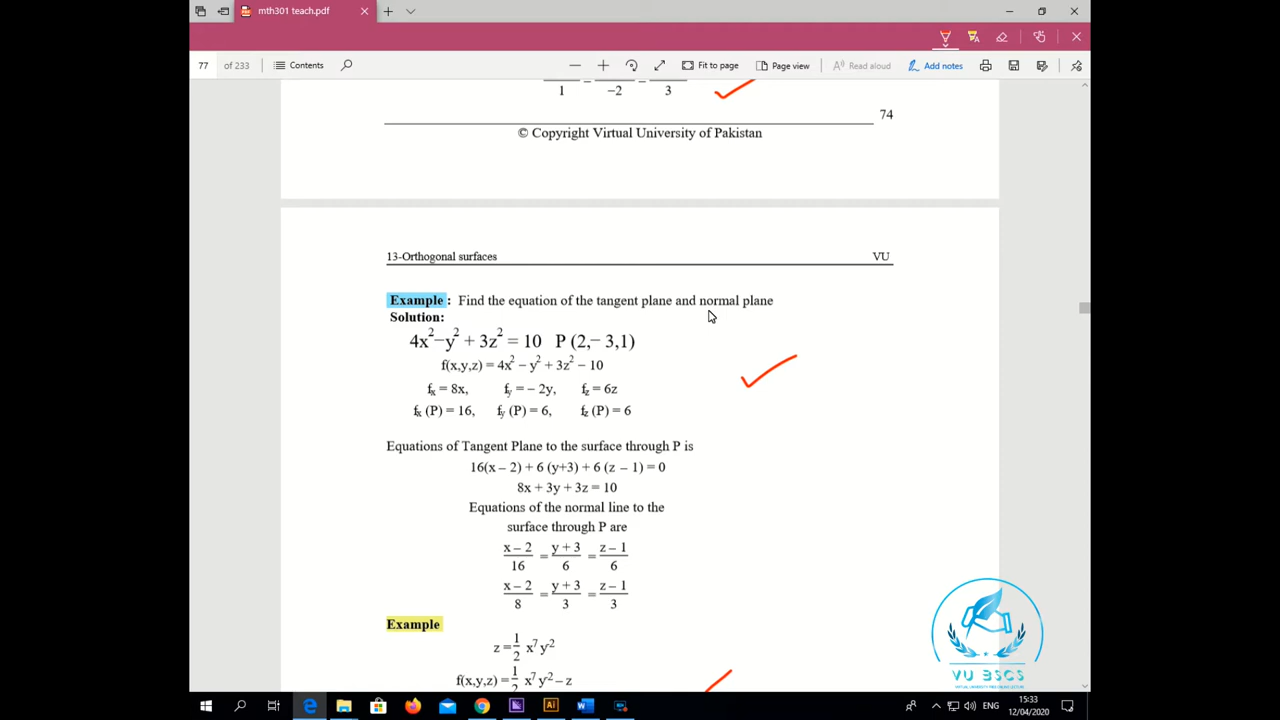 mth301 teach.pdf
77 of 233 Contents Fit to page Page view Read aloud Add notes
1 = −2 = 3
74
© Copyright Virtual University of Pakistan
13-Orthogonal surfaces VU
Example : Find the equation of the tangent plane and normal plane
Solution:
4x² − y² + 3z² = 10 P (2,− 3,1)
f(x,y,z) = 4x² − y² + 3z² − 10
fₓ = 8x, f_y = − 2y, f_z = 6z
fₓ (P) = 16, f_y (P) = 6, f_z (P) = 6
Equations of Tangent Plane to the surface through P is
16(x – 2) + 6 (y+3) + 6 (z – 1) = 0
8x + 3y + 3z = 10
Equations of the normal line to the
surface through P are
x – 2 = y + 3 = z – 1
16 6 6
x – 2 = y + 3 = z – 1
8 3 3
Example
z = 1/2 x⁷ y²
f(x,y,z) = 1/2 x⁷ y² – z
VU BSCS
ENG
15:33
12/04/2020